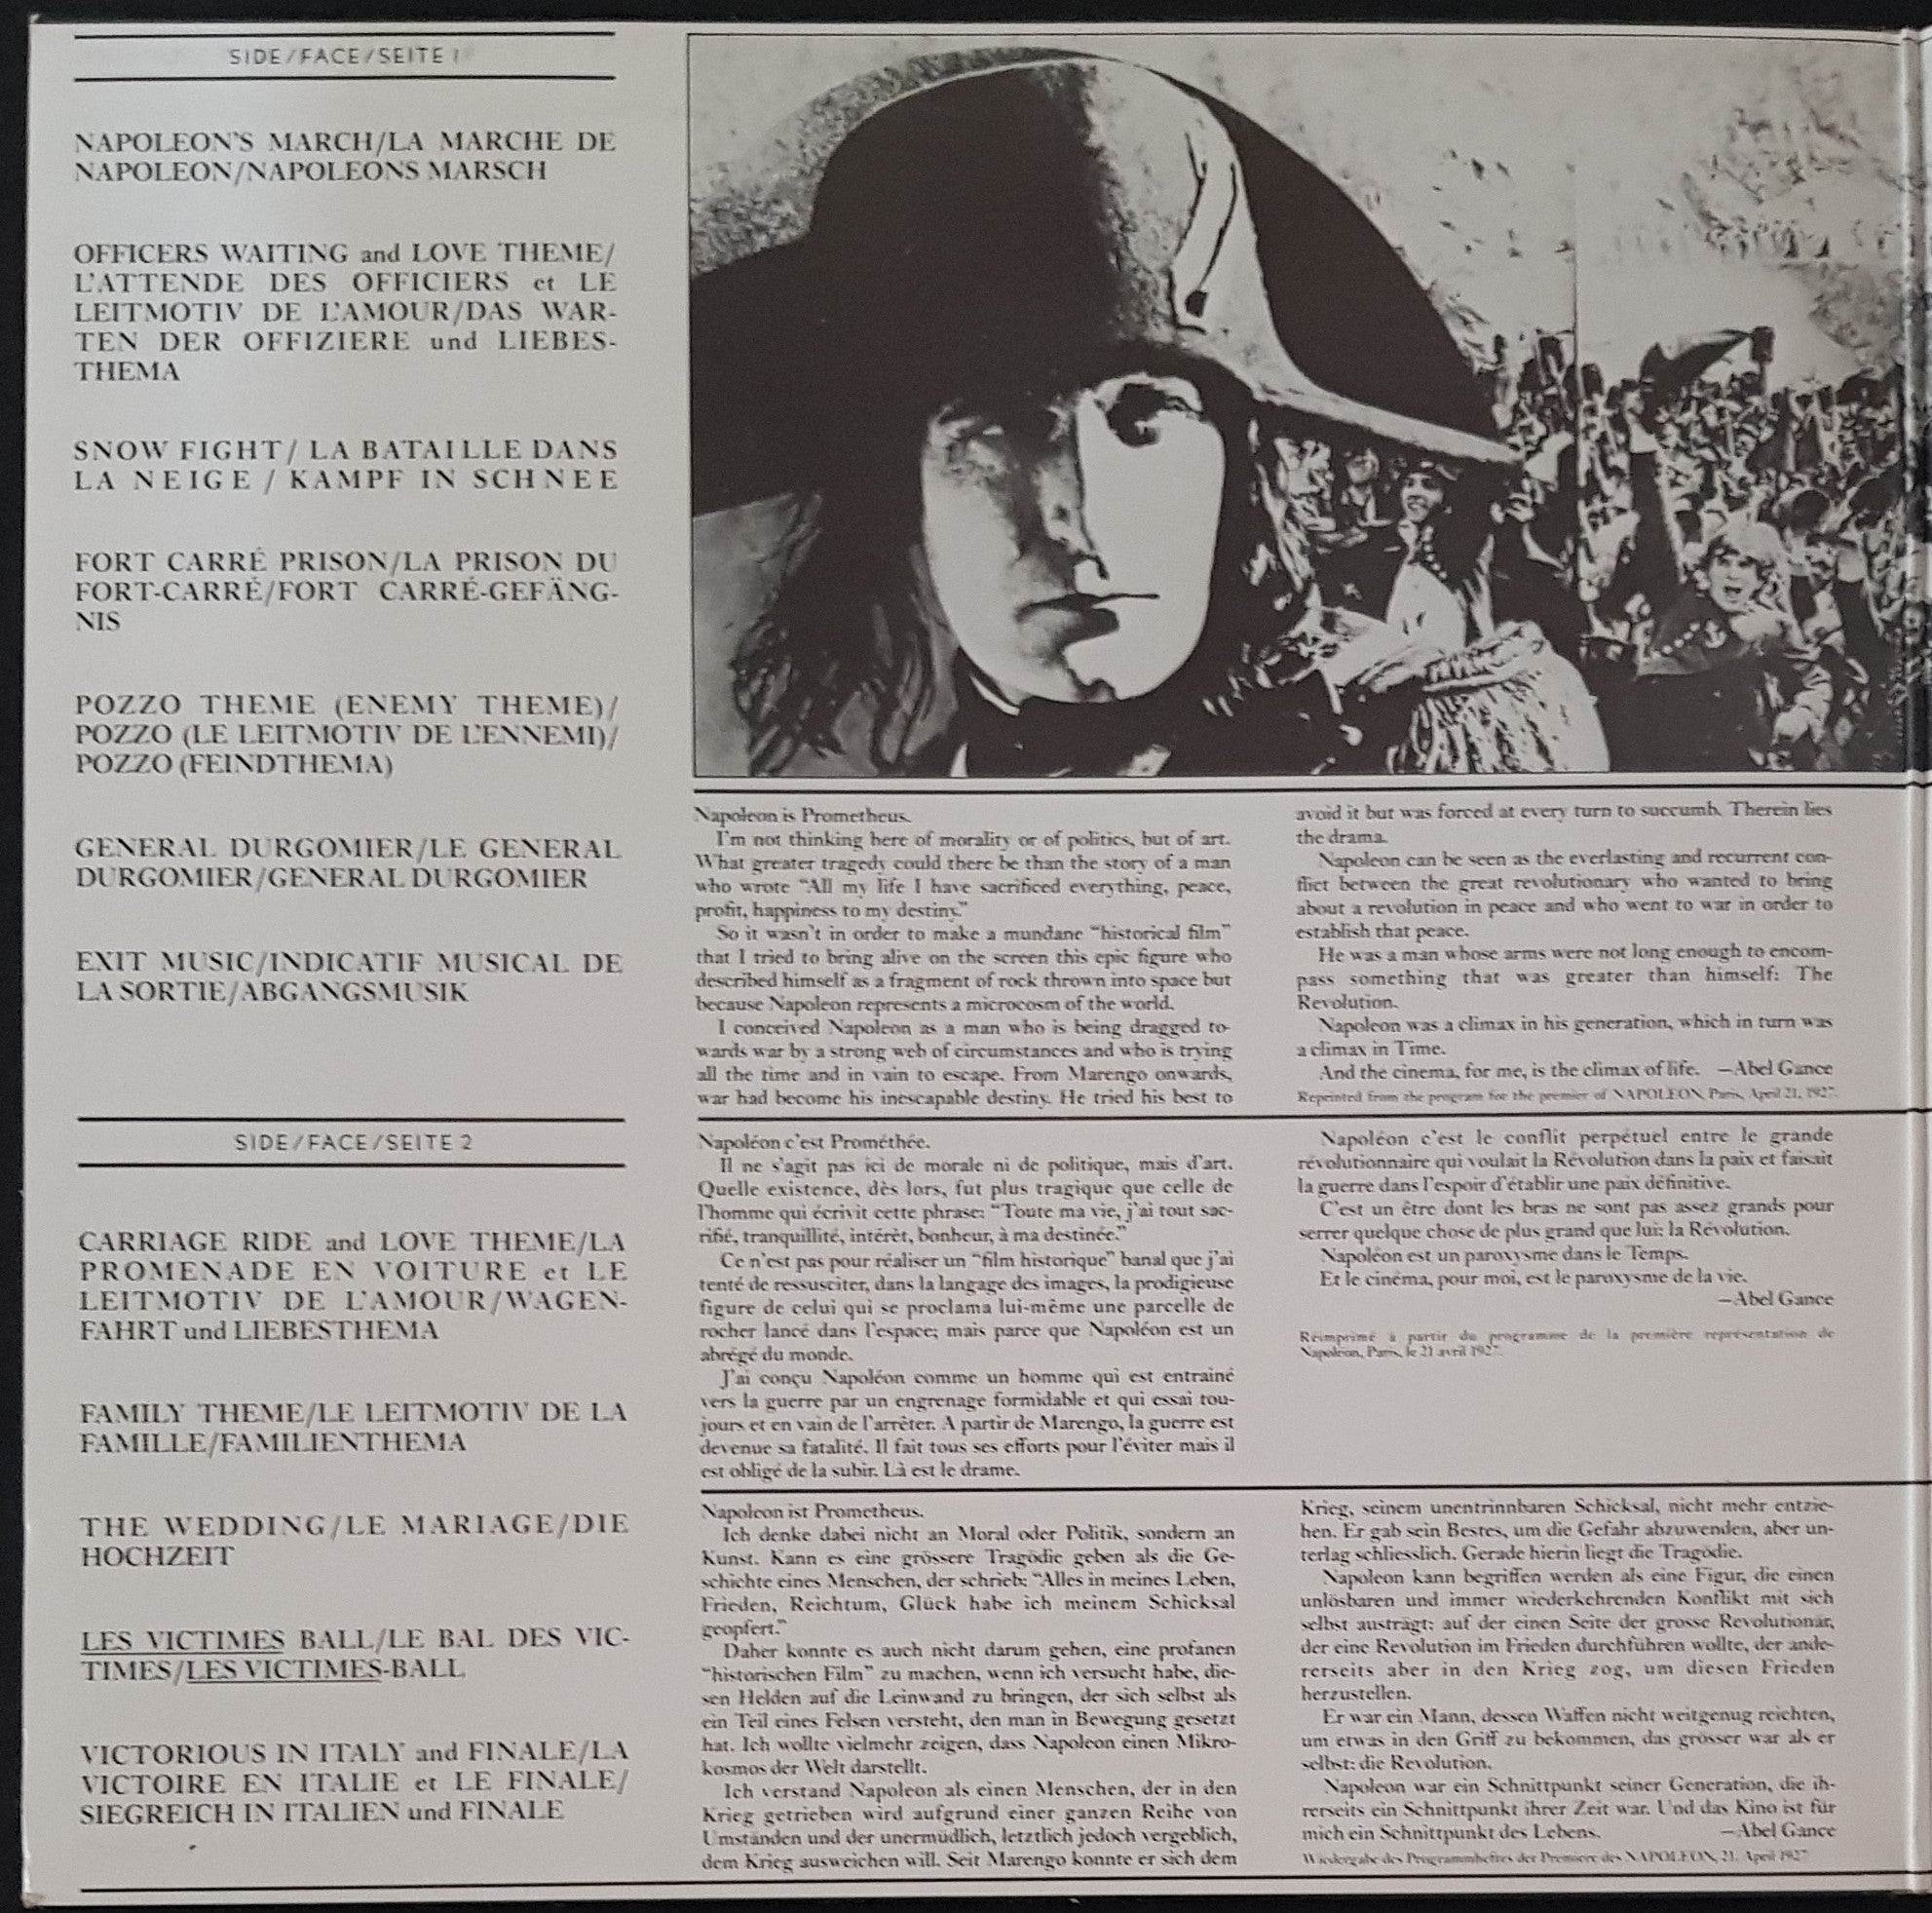 SIDE/FACE/SEITE 1
NAPOLEON'S MARCH/LA MARCHE DE
NAPOLEON/NAPOLEONS MARSCH
OFFICERS WAITING and LOVE THEME/
L'ATTENDE DES OFFICIERS et LE
LEITMOTIV DE L'AMOUR/DAS WAR-
TEN DER OFFIZIERE und LIEBES-
THEMA
SNOW FIGHT/ LA BATAILLE DANS
LA NEIGE / KAMPF IN SCHNEE
FORT CARRÉ PRISON/LA PRISON DU
FORT-CARRÉ/FORT CARRÉ-GEFÄNG-
NIS
POZZO THEME (ENEMY THEME)/
POZZO (LE LEITMOTIV DE L'ENNEMI)/
POZZO (FEINDTHEMA)
GENERAL DURGOMIER/LE GENERAL
DURGOMIER/GENERAL DURGOMIER
EXIT MUSIC/INDICATIF MUSICAL DE
LA SORTIE/ABGANGSMUSIK
SIDE/FACE/SEITE 2
CARRIAGE RIDE and LOVE THEME/LA
PROMENADE EN VOITURE et LE
LEITMOTIV DE L'AMOUR/WAGEN-
FAHRT und LIEBESTHEMA
FAMILY THEME/LE LEITMOTIV DE LA
FAMILLE/FAMILIENTHEMA
THE WEDDING/LE MARIAGE/DIE
HOCHZEIT
LES VICTIMES BALL/LE BAL DES VIC-
TIMES/LES VICTIMES-BALL
VICTORIOUS IN ITALY and FINALE/LA
VICTOIRE EN ITALIE et LE FINALE/
SIEGREICH IN ITALIEN und FINALE
Napoleon is Prometheus.
I'm not thinking here of morality or of politics, but of art.
What greater tragedy could there be than the story of a man
who wrote "All my life I have sacrificed everything, peace,
profit, happiness to my destiny."
So it wasn't in order to make a mundane "historical film"
that I tried to bring alive on the screen this epic figure who
described himself as a fragment of rock thrown into space but
because Napoleon represents a microcosm of the world.
I conceived Napoleon as a man who is being dragged to-
wards war by a strong web of circumstances and who is trying
all the time and in vain to escape. From Marengo onwards,
war had become his inescapable destiny. He tried his best to
avoid it but was forced at every turn to succumb. Therein lies
the drama.
Napoleon can be seen as the everlasting and recurrent con-
flict between the great revolutionary who wanted to bring
about a revolution in peace and who went to war in order to
establish that peace.
He was a man whose arms were not long enough to encom-
pass something that was greater than himself: The
Revolution.
Napoleon was a climax in his generation, which in turn was
a climax in Time.
And the cinema, for me, is the climax of life. —Abel Gance
Reprinted from the program for the premier of NAPOLEON, Paris, April 21, 1927.
Napoléon c'est Prométhée.
Il ne s'agit pas ici de morale ni de politique, mais d'art.
Quelle existence, dès lors, fut plus tragique que celle de
l'homme qui écrivit cette phrase: "Toute ma vie, j'ai tout sac-
rifié, tranquillité, intérêt, bonheur, à ma destinée."
Ce n'est pas pour réaliser un "film historique" banal que j'ai
tenté de ressusciter, dans la langage des images, la prodigieuse
figure de celui qui se proclama lui-même une parcelle de
rocher lancé dans l'espace; mais parce que Napoléon est un
abrégé du monde.
J'ai conçu Napoléon comme un homme qui est entraîné
vers la guerre par un engrenage formidable et qui essai tou-
jours et en vain de l'arrêter. A partir de Marengo, la guerre est
devenue sa fatalité. Il fait tous ses efforts pour l'éviter mais il
est obligé de la subir. Là est le drame.
Napoléon c'est le conflit perpétuel entre le grande
révolutionnaire qui voulait la Révolution dans la paix et faisait
la guerre dans l'espoir d'établir une paix définitive.
C'est un être dont les bras ne sont pas assez grands pour
serrer quelque chose de plus grand que lui: la Révolution.
Napoléon est un paroxysme dans le Temps.
Et le cinéma, pour moi, est le paroxysme de la vie.
—Abel Gance
Réimprimé à partir du programme de la première représentation de
Napoléon, Paris, le 21 avril 1927.
Napoleon ist Prometheus.
Ich denke dabei nicht an Moral oder Politik, sondern an
Kunst. Kann es eine grössere Tragödie geben als die Ge-
schichte eines Menschen, der schrieb: "Alles in meines Leben,
Frieden, Reichtum, Glück habe ich meinem Schicksal
geopfert."
Daher konnte es auch nicht darum gehen, eine profanen
"historischen Film" zu machen, wenn ich versucht habe, die-
sen Helden auf die Leinwand zu bringen, der sich selbst als
ein Teil eines Felsen versteht, den man in Bewegung gesetzt
hat. Ich wollte vielmehr zeigen, dass Napoleon einen Mikro-
kosmos der Welt darstellt.
Ich verstand Napoleon als einen Menschen, der in den
Krieg getrieben wird aufgrund einer ganzen Reihe von
Umständen und der unermüdlich, letztlich jedoch vergeblich,
dem Krieg ausweichen will. Seit Marengo konnte er sich dem
Krieg, seinem unentrinnbaren Schicksal, nicht mehr entzie-
hen. Er gab sein Bestes, um die Gefahr abzuwenden, aber un-
terlag schliesslich. Gerade hierin liegt die Tragödie.
Napoleon kann begriffen werden als eine Figur, die einen
unlösbaren und immer wiederkehrenden Konflikt mit sich
selbst austrägt: auf der einen Seite der grosse Revolutionär,
der eine Revolution im Frieden durchführen wollte, der ande-
rerseits aber in den Krieg zog, um diesen Frieden
herzustellen.
Er war ein Mann, dessen Waffen nicht weitgenug reichten,
um etwas in den Griff zu bekommen, das grösser war als er
selbst: die Revolution.
Napoleon war ein Schnittpunkt seiner Generation, die ih-
rerseits ein Schnittpunkt ihrer Zeit war. Und das Kino ist für
mich ein Schnittpunkt des Lebens. —Abel Gance
Wiedergabe des Programmheftes der Premiere des NAPOLEON, 21. April 1927